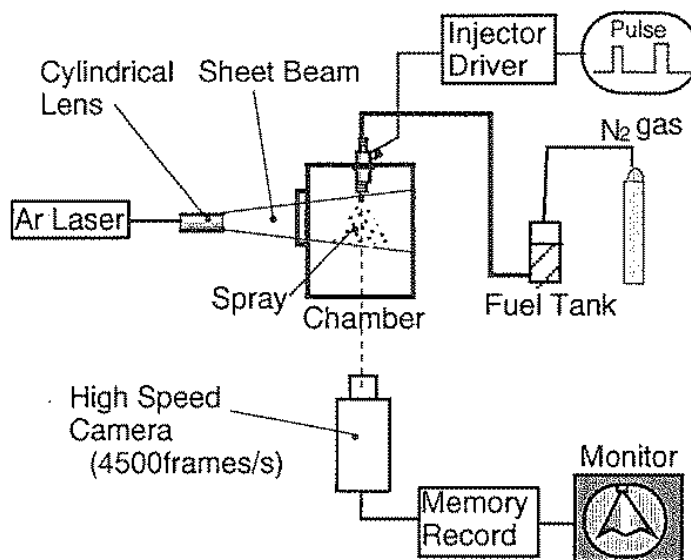 Pulse
Injector
Driver
Cylindrical
Lens
Sheet Beam
N2 gas
Ar Laser
Spray
Chamber
Fuel Tank
High Speed
Camera
(4500frames/s)
Memory
Record
Monitor